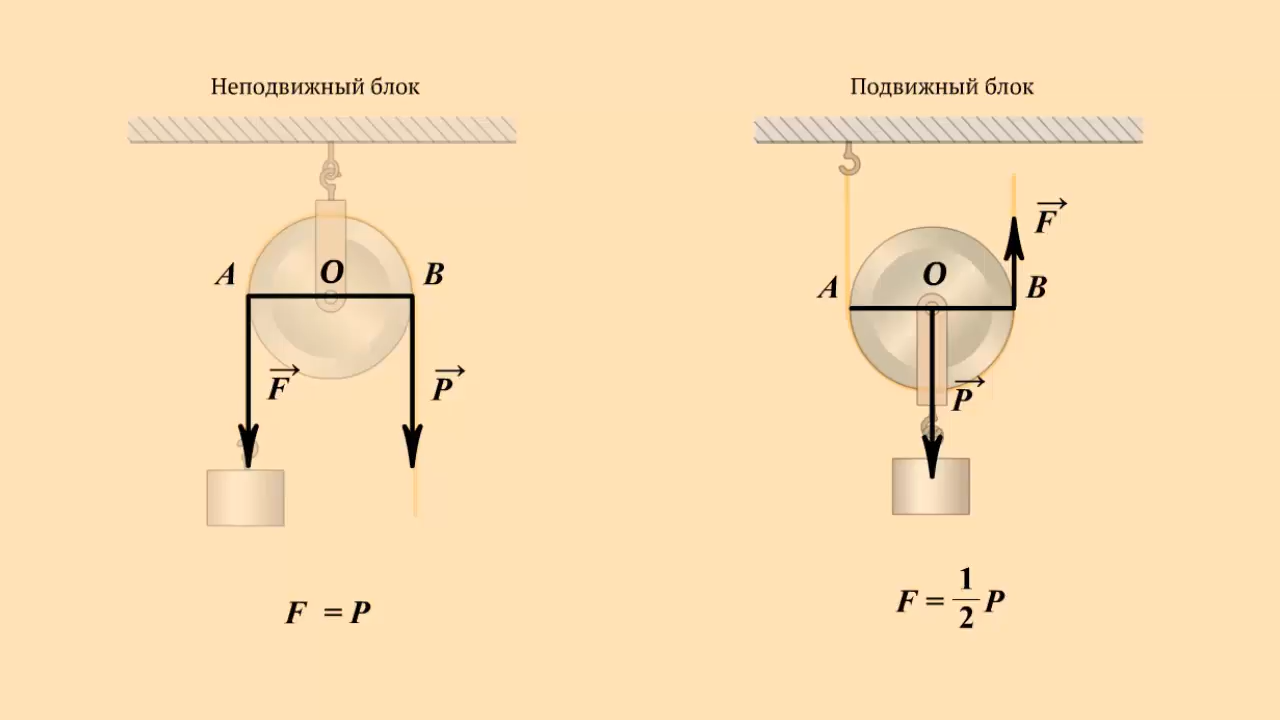 Неподвижный блок
A
O
B
F⃗
P⃗
F = P
Подвижный блок
F⃗
A
O
B
P⃗
F = 1/2 P